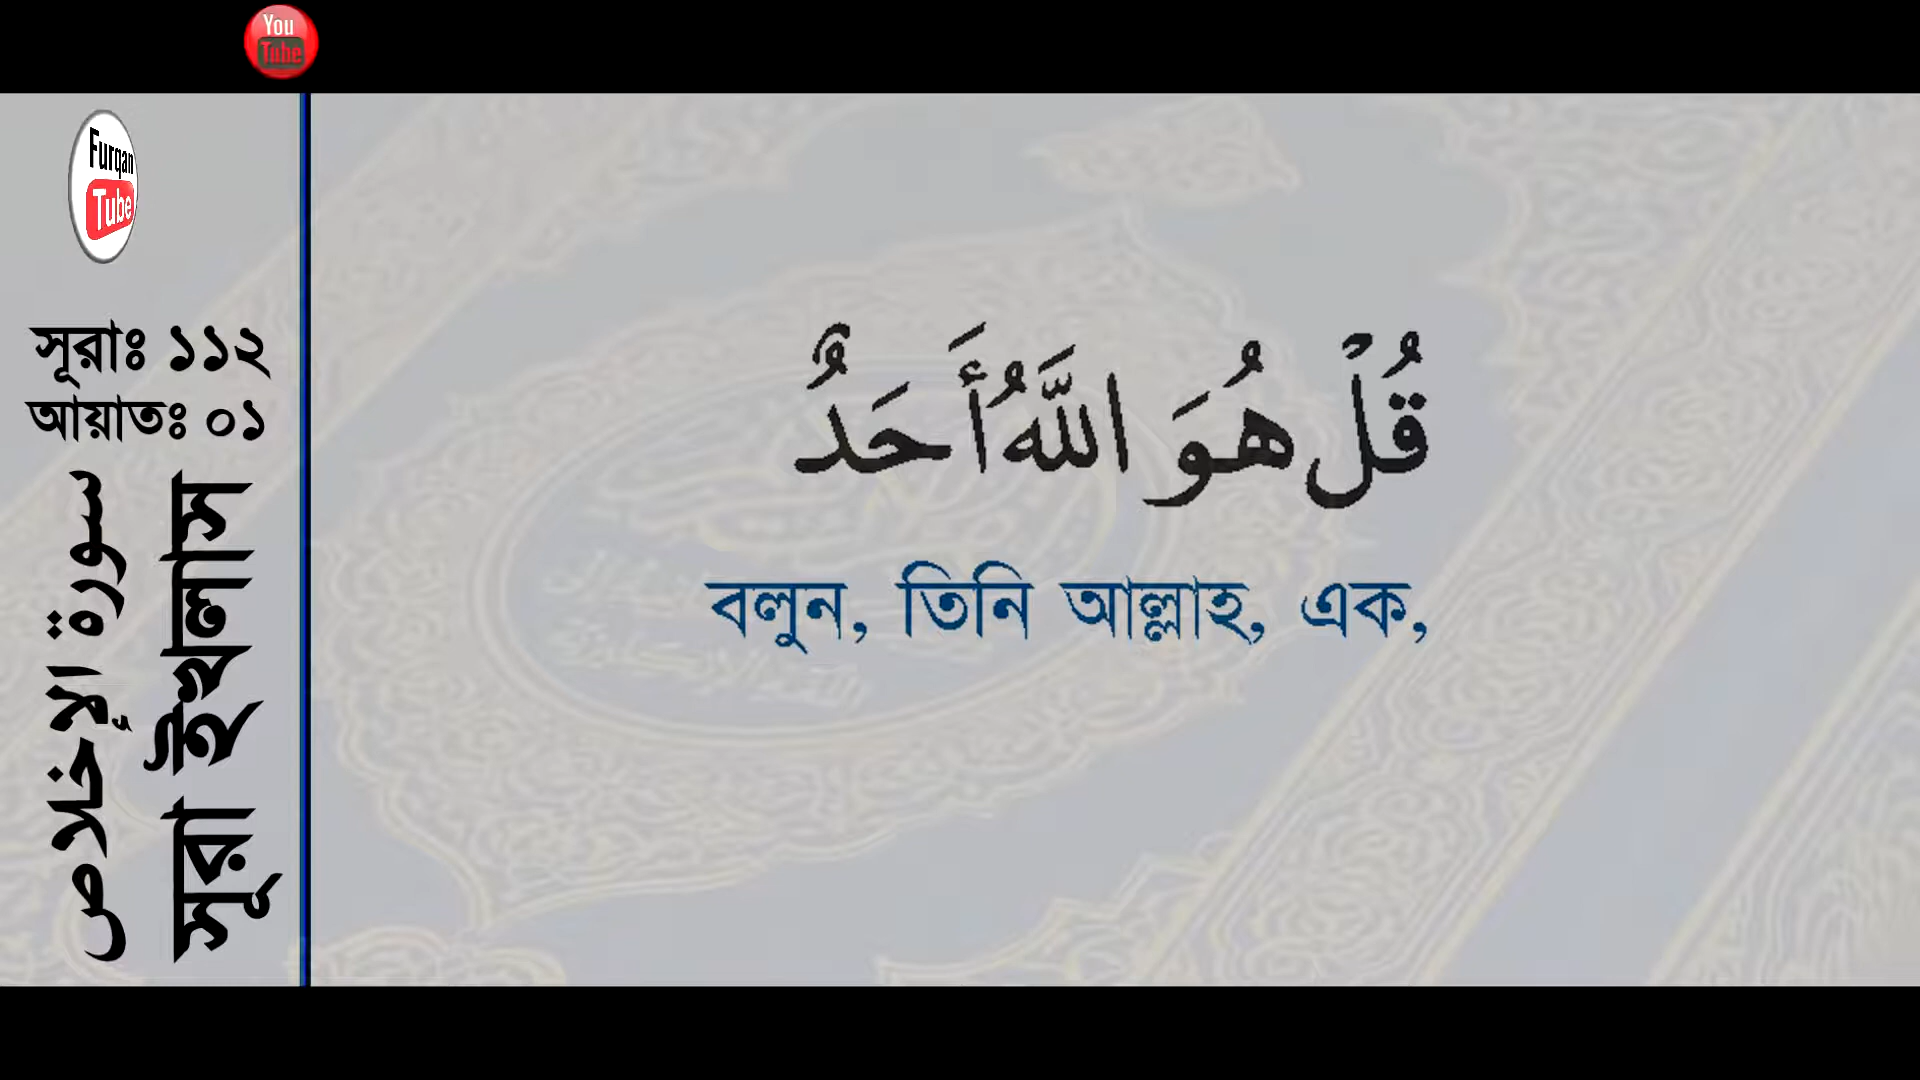 You
Tube
Furqan
Tube
সূরাঃ ১১২
আয়াতঃ ০১
سورة الإخلاص
সূরা ইখলাস
قُلْ هُوَ اللَّهُ أَحَدٌ
বলুন, তিনি আল্লাহ, এক,